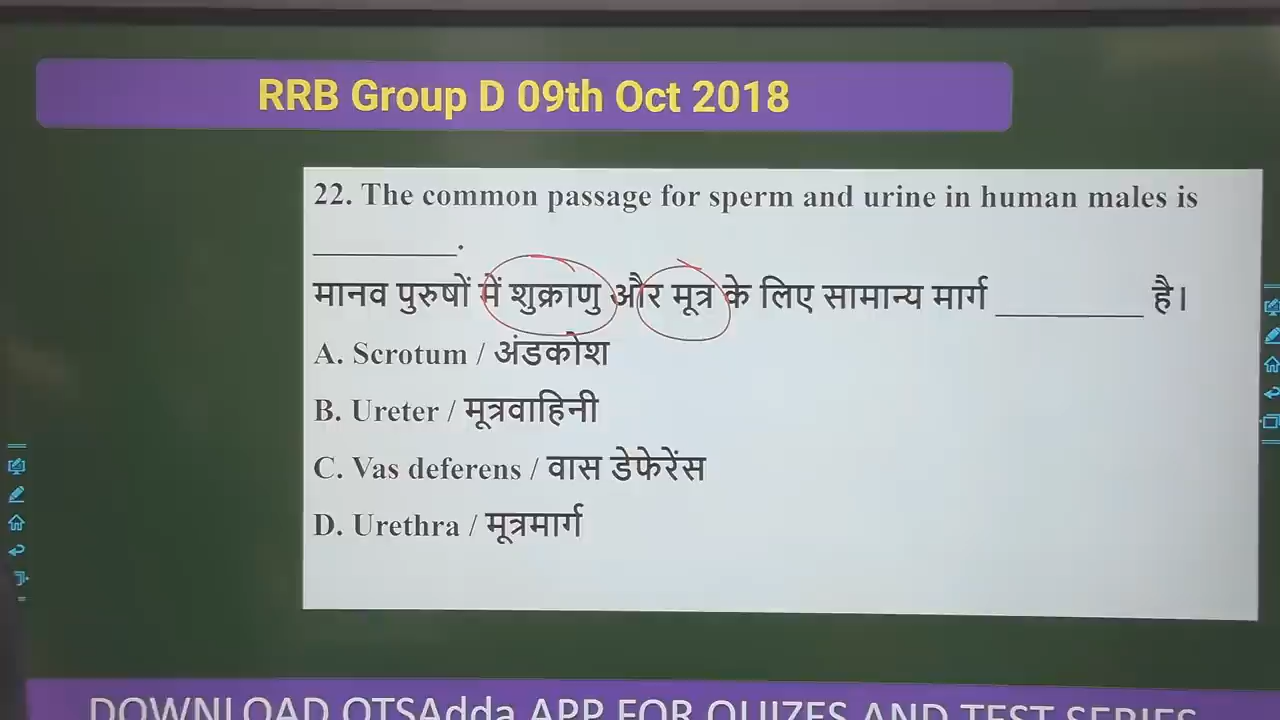 RRB Group D 09th Oct 2018
22. The common passage for sperm and urine in human males is
_________.
मानव पुरुषों में शुक्राणु और मूत्र के लिए सामान्य मार्ग _________ है।
A. Scrotum / अंडकोश
B. Ureter / मूत्रवाहिनी
C. Vas deferens / वास डेफेरेंस
D. Urethra / मूत्रमार्ग
DOWNLOAD OTSAdda APP FOR QUIZES AND TEST SERIES